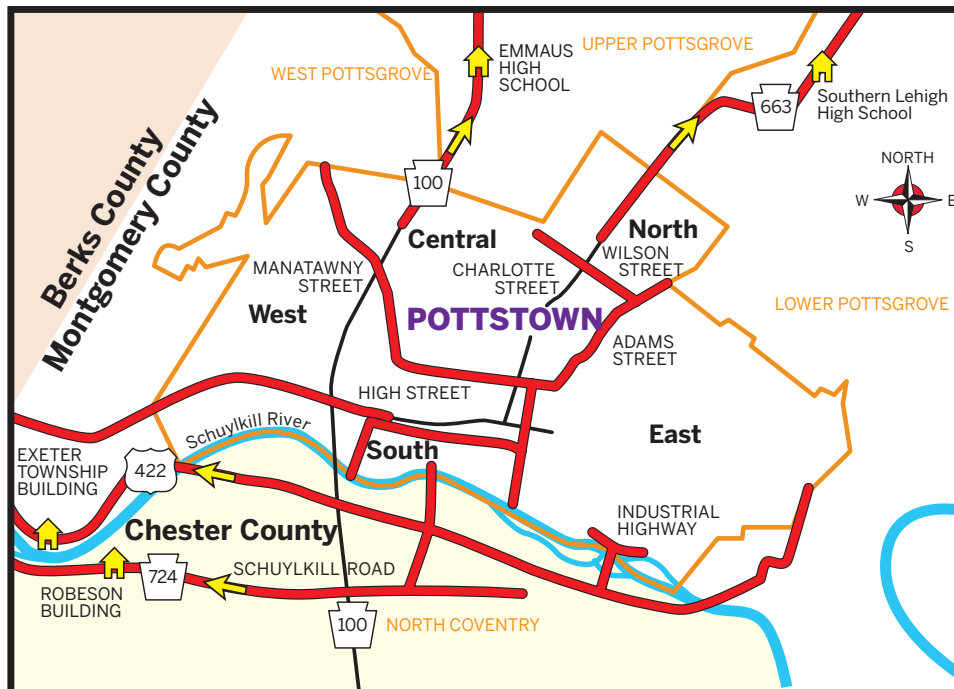 UPPER POTTSGROVE
EMMAUS
HIGH
SCHOOL
WEST POTTSGROVE
663
Southern Lehigh
High School
NORTH
W
E
S
100
Berks County
Montgomery County
Central
North
WILSON
STREET
CHARLOTTE
STREET
MANATAWNY
STREET
West
POTTSTOWN
LOWER POTTSGROVE
ADAMS
STREET
HIGH STREET
Schuylkill River
East
South
EXETER
TOWNSHIP
BUILDING
422
INDUSTRIAL
HIGHWAY
Chester County
724
SCHUYLKILL ROAD
ROBESON
BUILDING
100
NORTH COVENTRY